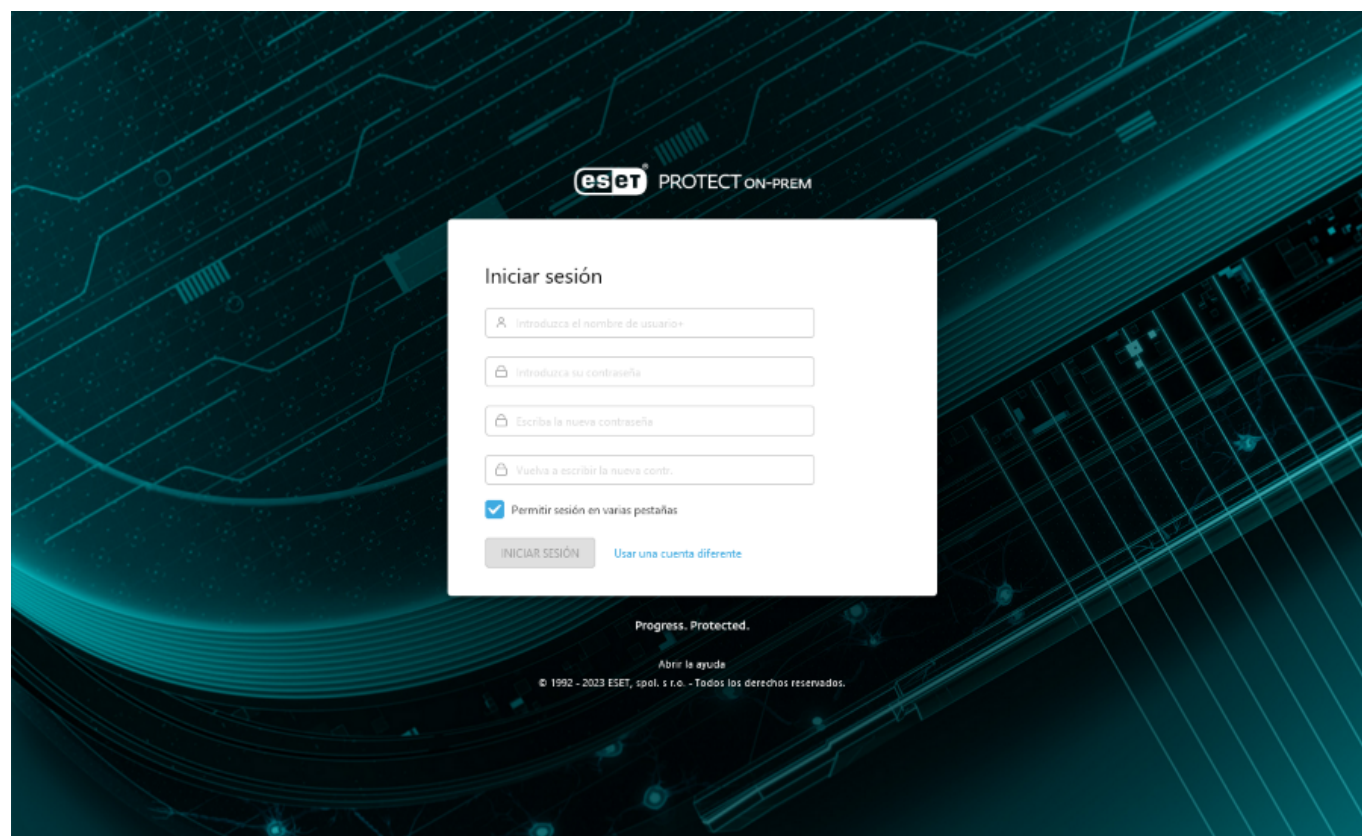 eset® PROTECT ON-PREM
Iniciar sesión
Introduzca el nombre de usuario+
Introduzca su contraseña
Escriba la nueva contraseña
Vuelva a escribir la nueva contr.
Permitir sesión en varias pestañas
INICIAR SESIÓN Usar una cuenta diferente
Progress. Protected.
Abrir la ayuda
© 1992 - 2023 ESET, spol. s r.o. - Todos los derechos reservados.